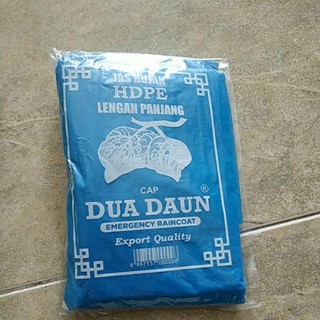 JAS HUJAN
HDPE
LENGAN PANJANG
CAP
DUA DAUN ®
EMERGENCY RAINCOAT
Export Quality